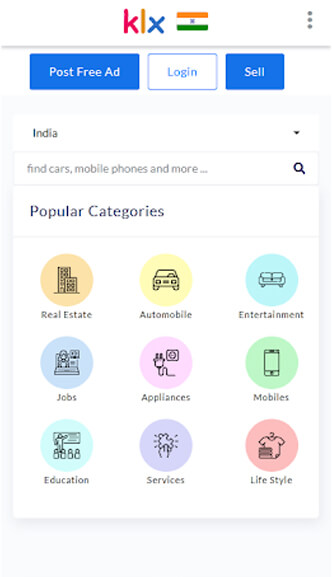 klx
Post Free Ad
Login
Sell
India
find cars, mobile phones and more ...
Popular Categories
Real Estate
Automobile
Entertainment
Jobs
Appliances
Mobiles
Education
Services
Life Style